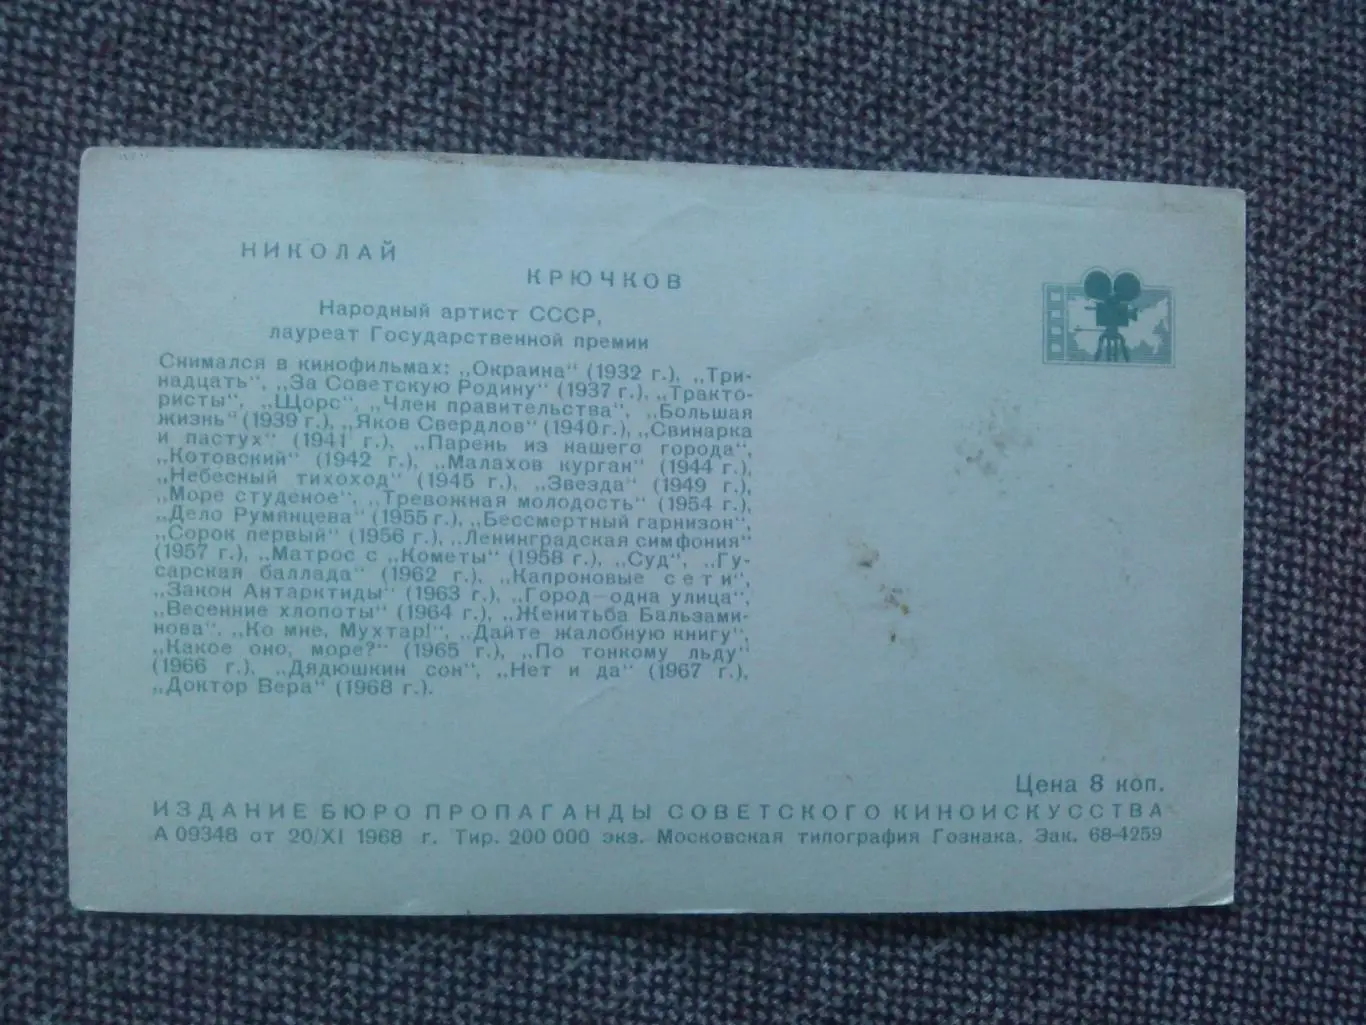 НИКОЛАЙ
КРЮЧКОВ
Народный артист СССР,
лауреат Государственной премии
Снимался в кинофильмах: „Окраина“ (1932 г.), „Три-
надцать“, „За Советскую Родину“ (1937 г.), „Тракто-
ристы“, „Щорс“, „Член правительства“, „Большая
жизнь“ (1939 г.), „Яков Свердлов“ (1940 г.), „Свинарка
и пастух“ (1941 г.), „Парень из нашего города“,
„Котовский“ (1942 г.), „Малахов курган“ (1944 г.),
„Небесный тихоход“ (1945 г.), „Звезда“ (1949 г.),
„Море студеное“, „Тревожная молодость“ (1954 г.),
„Дело Румянцева“ (1955 г.), „Бессмертный гарнизон“,
„Сорок первый“ (1956 г.), „Ленинградская симфония“
(1957 г.), „Матрос с „Кометы“ (1958 г.), „Суд“, „Гу-
сарская баллада“ (1962 г.), „Капроновые сети“,
„Закон Антарктиды“ (1963 г.), „Город—одна улица“,
„Весенние хлопоты“ (1964 г.), „Женитьба Бальзами-
нова“, „Ко мне, Мухтар!“, „Дайте жалобную книгу“,
„Какое оно, море?“ (1965 г.), „По тонкому льду“
(1966 г.), „Дядюшкин сон“, „Нет и да“ (1967 г.),
„Доктор Вера“ (1968 г.).
Цена 8 коп.
ИЗДАНИЕ БЮРО ПРОПАГАНДЫ СОВЕТСКОГО КИНОИСКУССТВА
А 09348 от 20/XI 1968 г. Тир. 200 000 экз. Московская типография Гознака. Зак. 68-4259